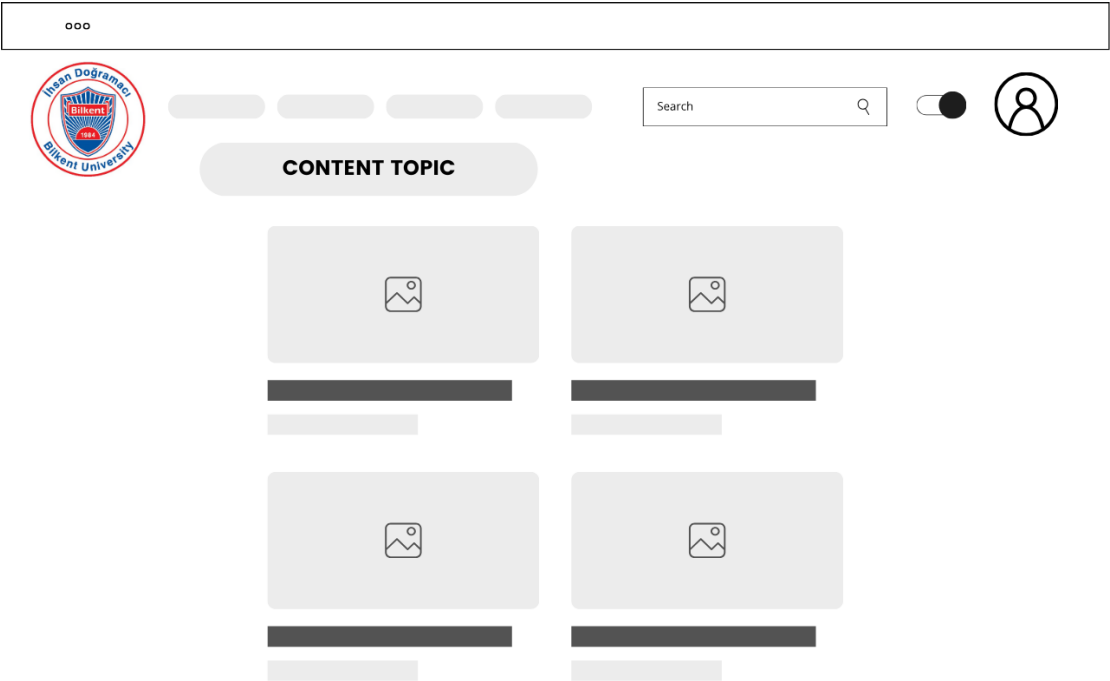 İhsan Doğramacı
Bilkent
1984
Bilkent University
Search
CONTENT TOPIC